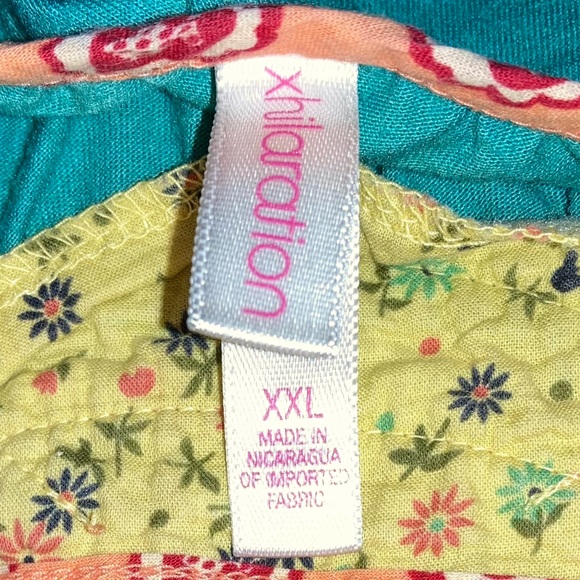 xhilaration
XXL
MADE IN
NICARAGUA
OF IMPORTED
FABRIC